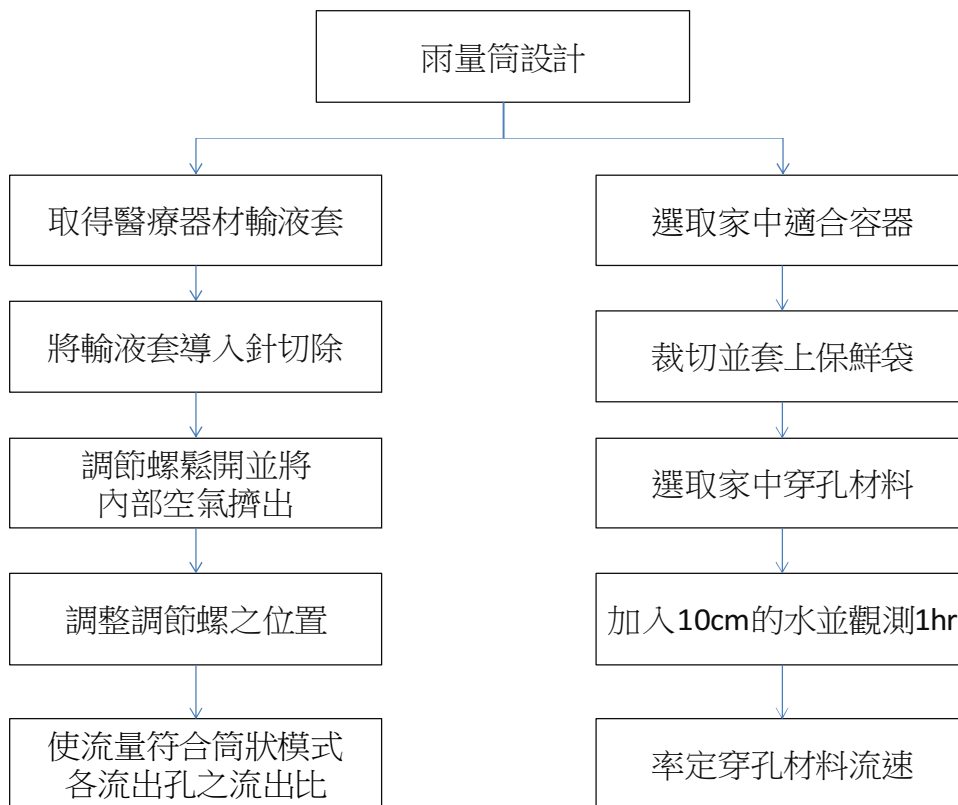 雨量筒設計
取得醫療器材輸液套
將輸液套導入針切除
調節螺鬆開並將
內部空氣擠出
調整調節螺之位置
使流量符合筒狀模式
各流出孔之流出比
選取家中適合容器
裁切並套上保鮮袋
選取家中穿孔材料
加入10cm的水並觀測1hr
率定穿孔材料流速